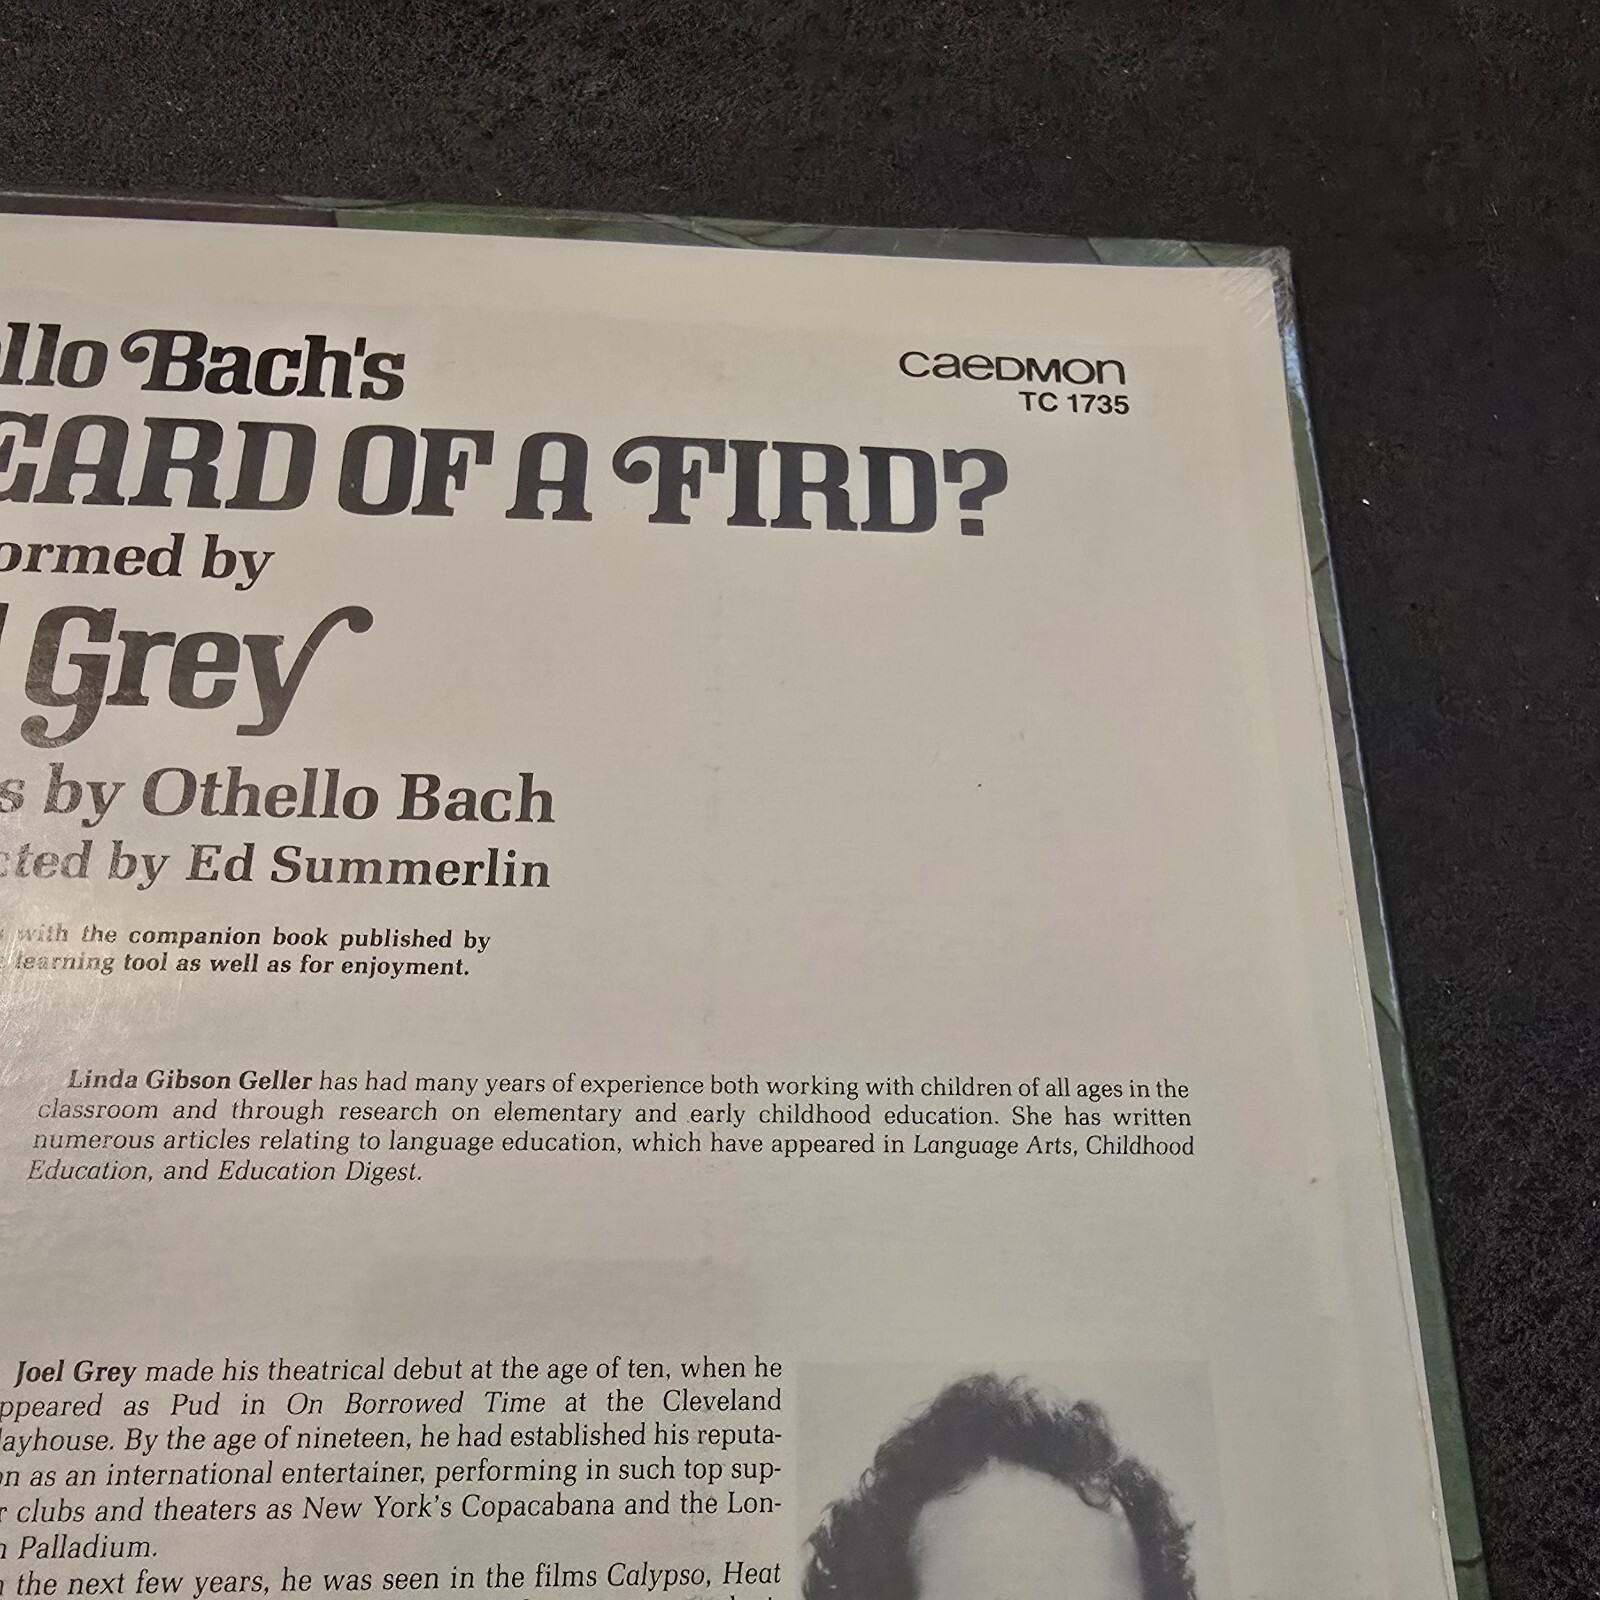 Bach's
CAEDMON
TC 1735
OF A FIRD?
by
Grey
by Othello Bach
by Ed Summerlin
with the companion book published by
learning tool as well as for enjoyment.
Linda Gibson Geller has had many years of experience both working with children of all ages in the
classroom and through research on elementary and early childhood education. She has written
numerous articles relating to language education, which have appeared in Language Arts, Childhood
Education, and Education Digest.
Joel Grey made his theatrical debut at the age of ten, when he
ppeared as Pud in On Borrowed Time at the Cleveland
layhouse. By the age of nineteen, he had established his reputa-
on as an international entertainer, performing in such top sup-
r clubs and theaters as New York's Copacabana and the Lon-
n Palladium.
the next few years, he was seen in the films Calypso, Heat